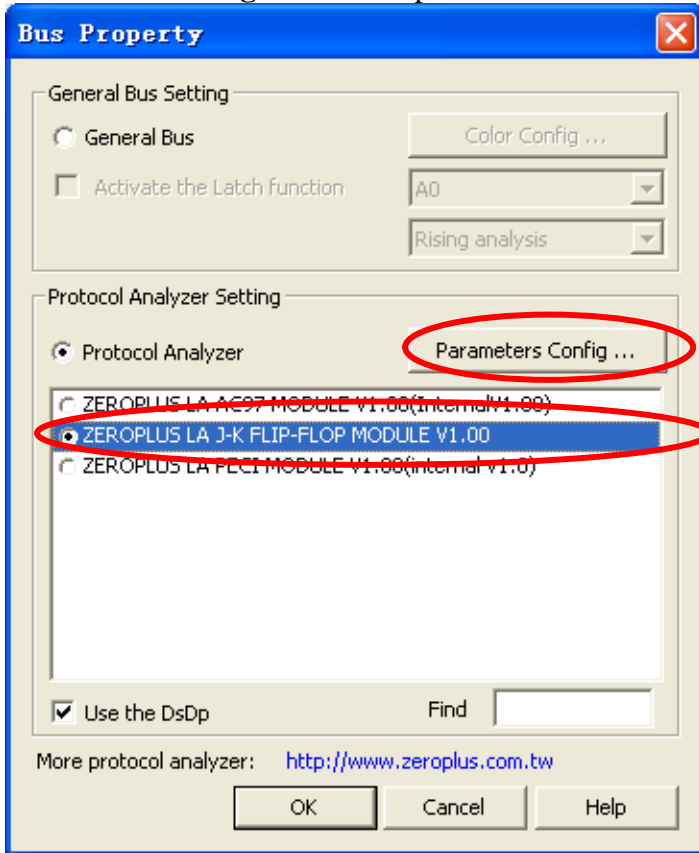 Bus Property
General Bus Setting
General Bus
Color Config ...
Activate the Latch function
A0
Rising analysis
Protocol Analyzer Setting
Protocol Analyzer
Parameters Config ...
ZEROPLUS LA AC97 MODULE V1.00(InternalV1.00)
ZEROPLUS LA J-K FLIP-FLOP MODULE V1.00
ZEROPLUS LA PECI MODULE V1.00(internal v1.0)
Use the DsDp
Find
More protocol analyzer: http://www.zeroplus.com.tw
OK
Cancel
Help